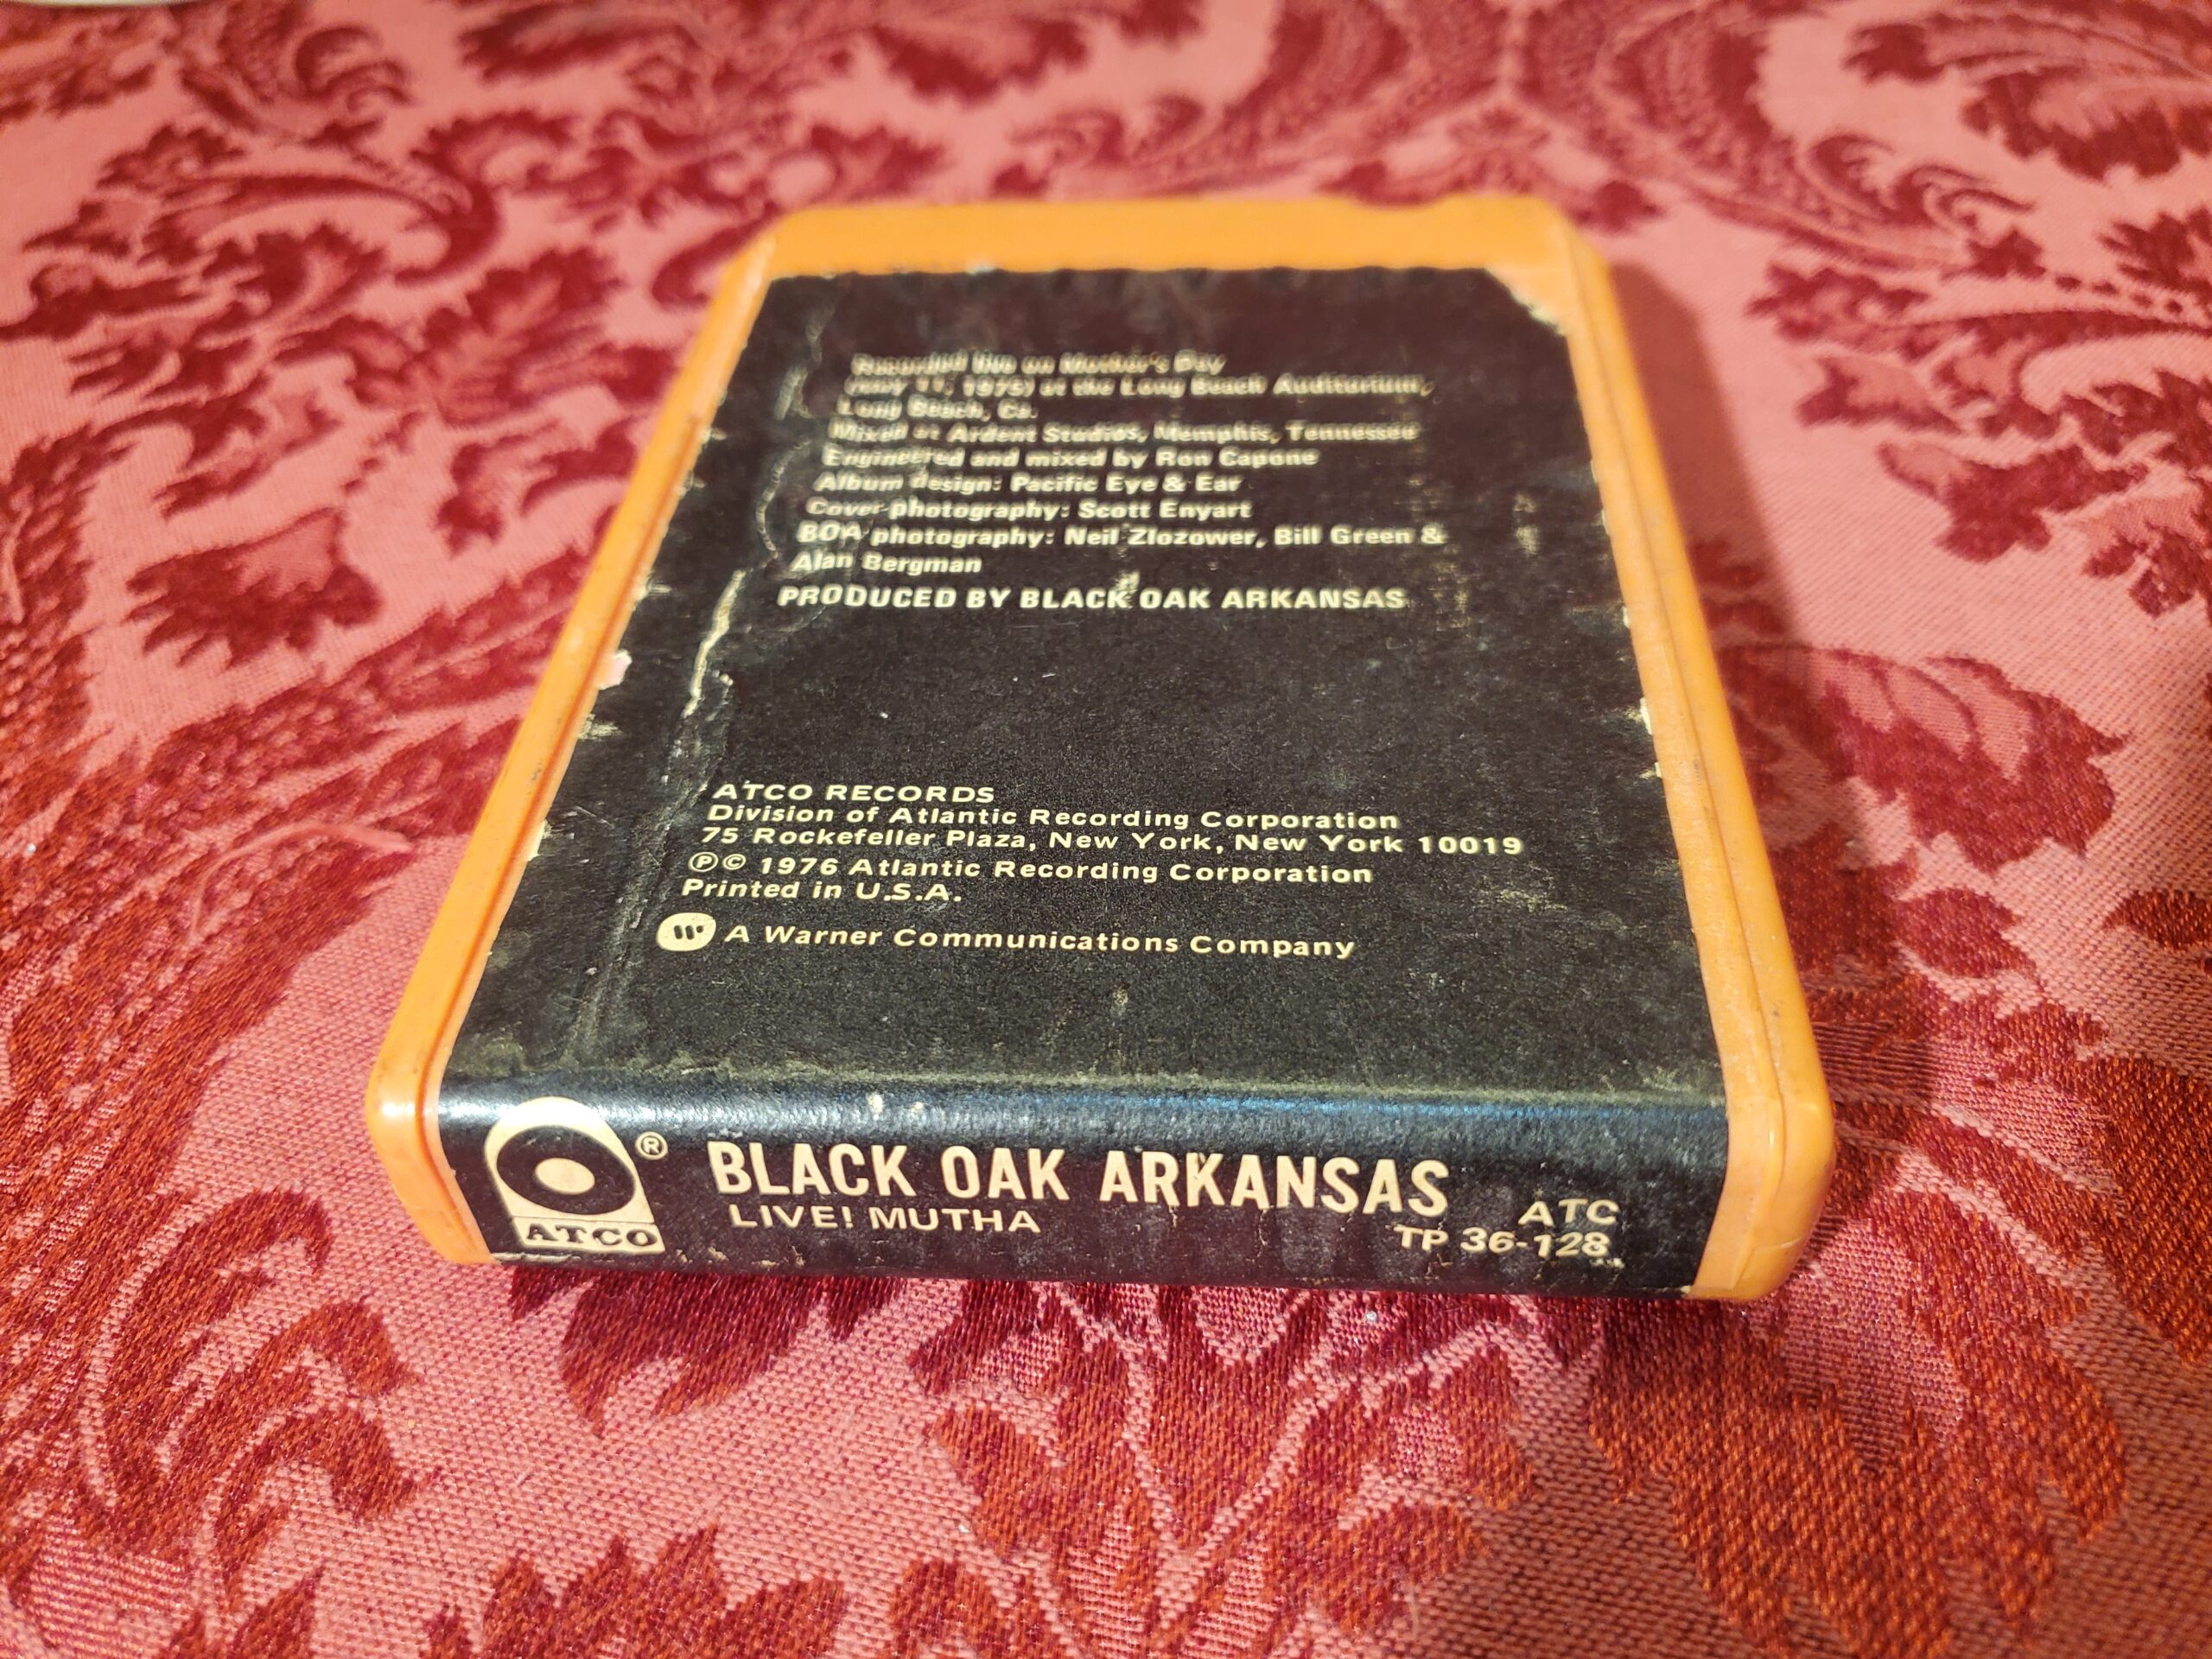 Recorded live on Mother's Day
(May 11, 1975) at the Long Beach Auditorium,
Long Beach, Ca.
Mixed at Ardent Studios, Memphis, Tennessee
Engineered and mixed by Ron Capone
Album design: Pacific Eye & Ear
Cover photography: Scott Enyart
BOA photography: Neil Zlozower, Bill Green &
Alan Bergman
PRODUCED BY BLACK OAK ARKANSAS
ATCO RECORDS
Division of Atlantic Recording Corporation
75 Rockefeller Plaza, New York, New York 10019
℗© 1976 Atlantic Recording Corporation
Printed in U.S.A.
A Warner Communications Company
ATCO ®
BLACK OAK ARKANSAS
LIVE! MUTHA
ATC
TP 36-128